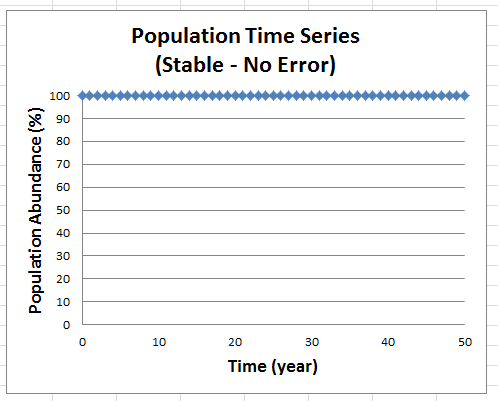 Population Time Series
(Stable - No Error)
Population Abundance (%)
100
90
80
70
60
50
40
30
20
10
0
0 10 20 30 40 50
Time (year)